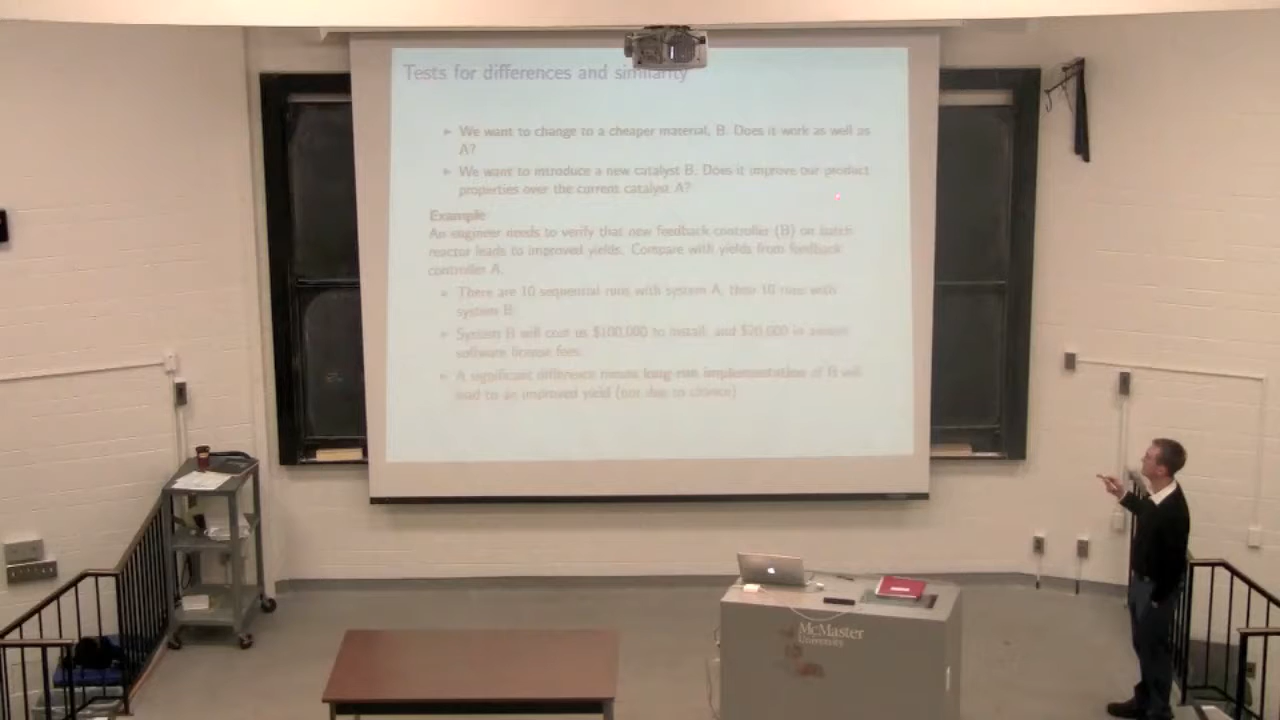 Tests for differences and similarity
► We want to change to a cheaper material, B. Does it work as well as
A?
► We want to introduce a new catalyst B. Does it improve our product
properties over the current catalyst A?
Example
An engineer needs to verify that new feedback controller (B) on batch
reactor leads to improved yields. Compare with yields from feedback
controller A.
► There are 10 sequential runs with system A, then 10 runs with
system B.
► System B will cost us $100,000 to install, and $20,000 in annual
software license fees.
► A significant difference means long-run implementation of B will
lead to an improved yield (not due to chance)
McMaster
University